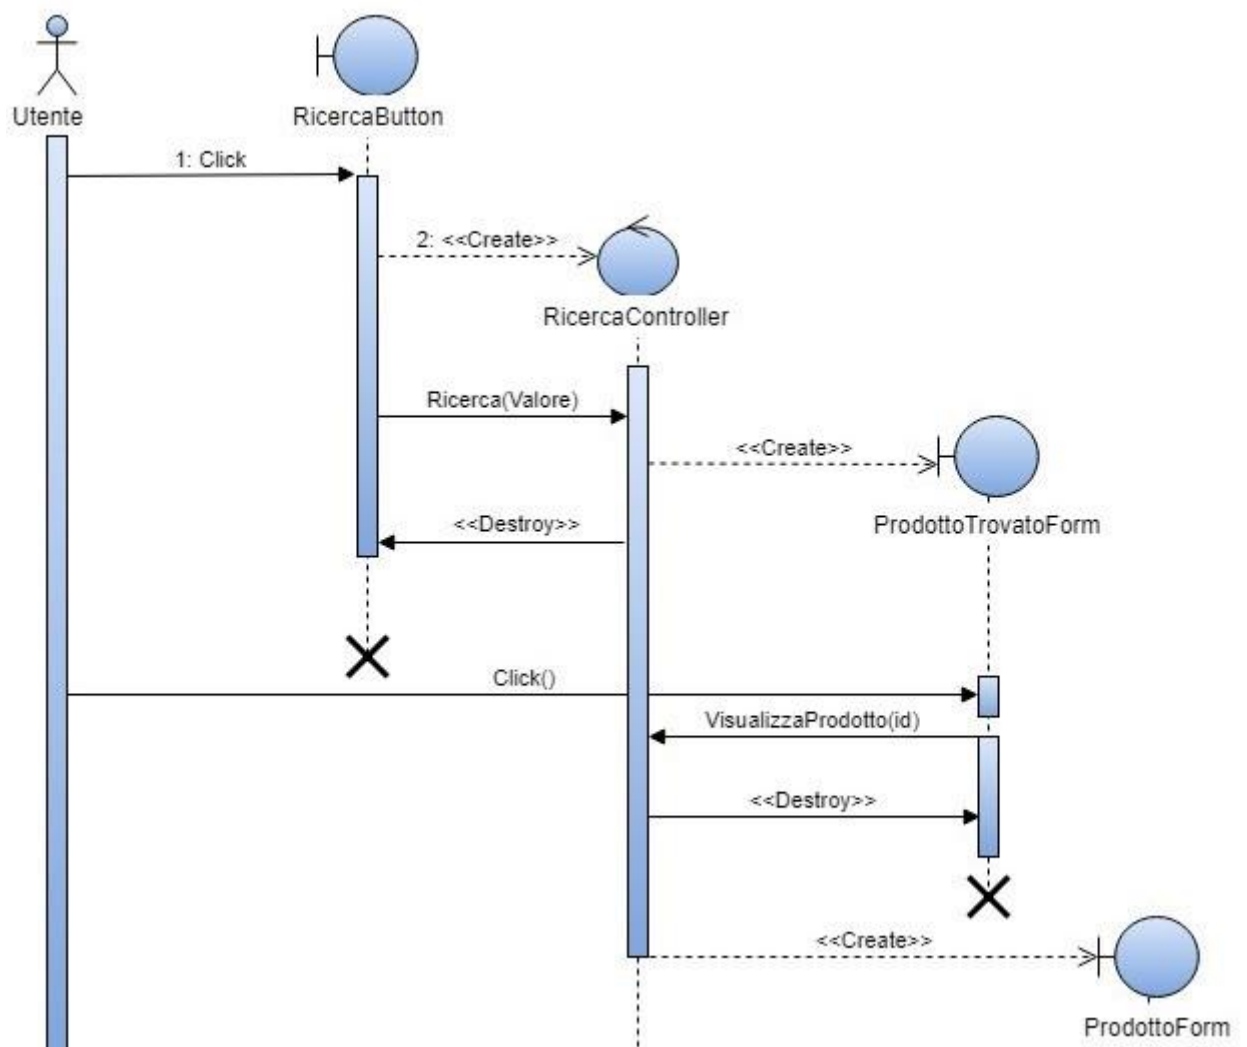 Utente
RicercaButton
1: Click
2: <<Create>>
RicercaController
Ricerca(Valore)
<<Create>>
ProdottoTrovatoForm
<<Destroy>>
Click()
VisualizzaProdotto(id)
<<Destroy>>
<<Create>>
ProdottoForm